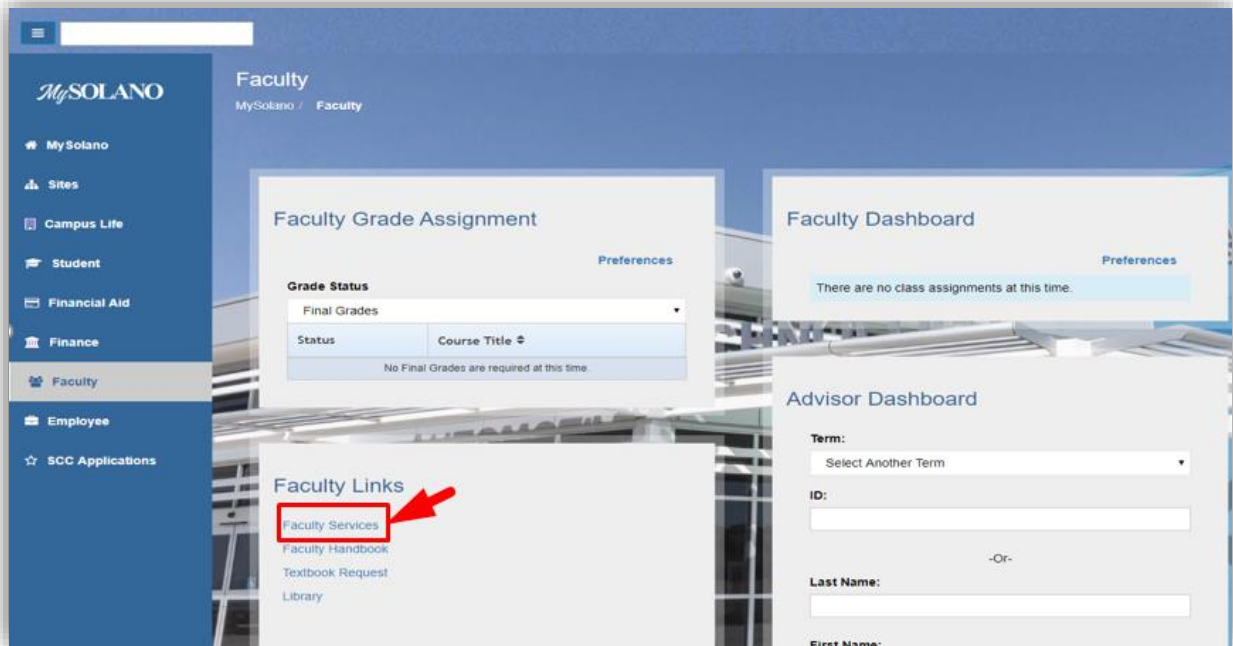 MySOLANO
MySolano
Sites
Campus Life
Student
Financial Aid
Finance
Faculty
Employee
SCC Applications
Faculty
MySolano / Faculty
Faculty Grade Assignment
Preferences
Grade Status
Final Grades
Status Course Title
No Final Grades are required at this time.
Faculty Links
Faculty Services
Faculty Handbook
Textbook Request
Library
Faculty Dashboard
Preferences
There are no class assignments at this time.
Advisor Dashboard
Term:
Select Another Term
ID:
-Or-
Last Name:
First Name: